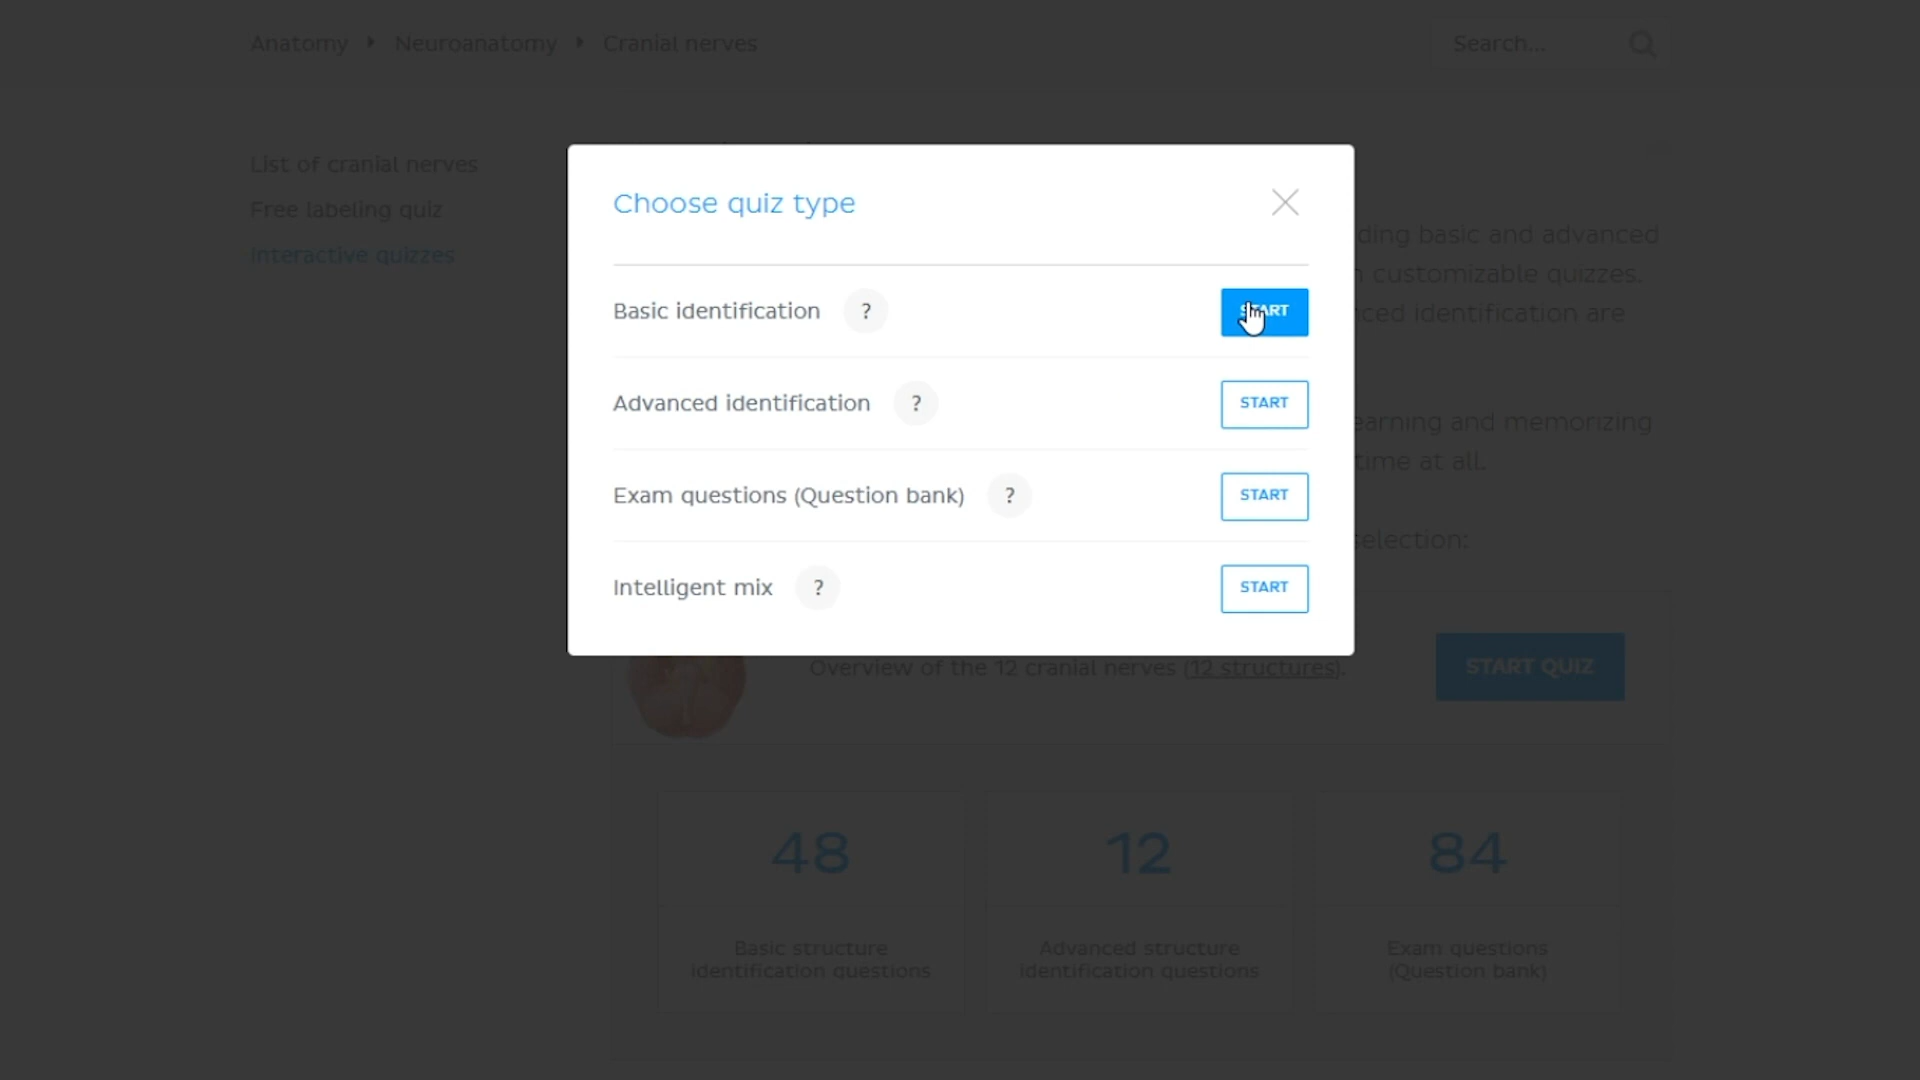 Anatomy Neuroanatomy Cranial nerves
Search...
List of cranial nerves
Free labeling quiz
Interactive quizzes
Choose quiz type
Basic identification ? START
Advanced identification ? START
Exam questions (Question bank) ? START
Intelligent mix ? START
ding basic and advanced
customizable quizzes.
ced identification are
earning and memorizing
time at all.
selection:
Overview of the 12 cranial nerves (12 structures).
START QUIZ
48
Basic structure
identification questions
12
Advanced structure
identification questions
84
Exam questions
(Question bank)